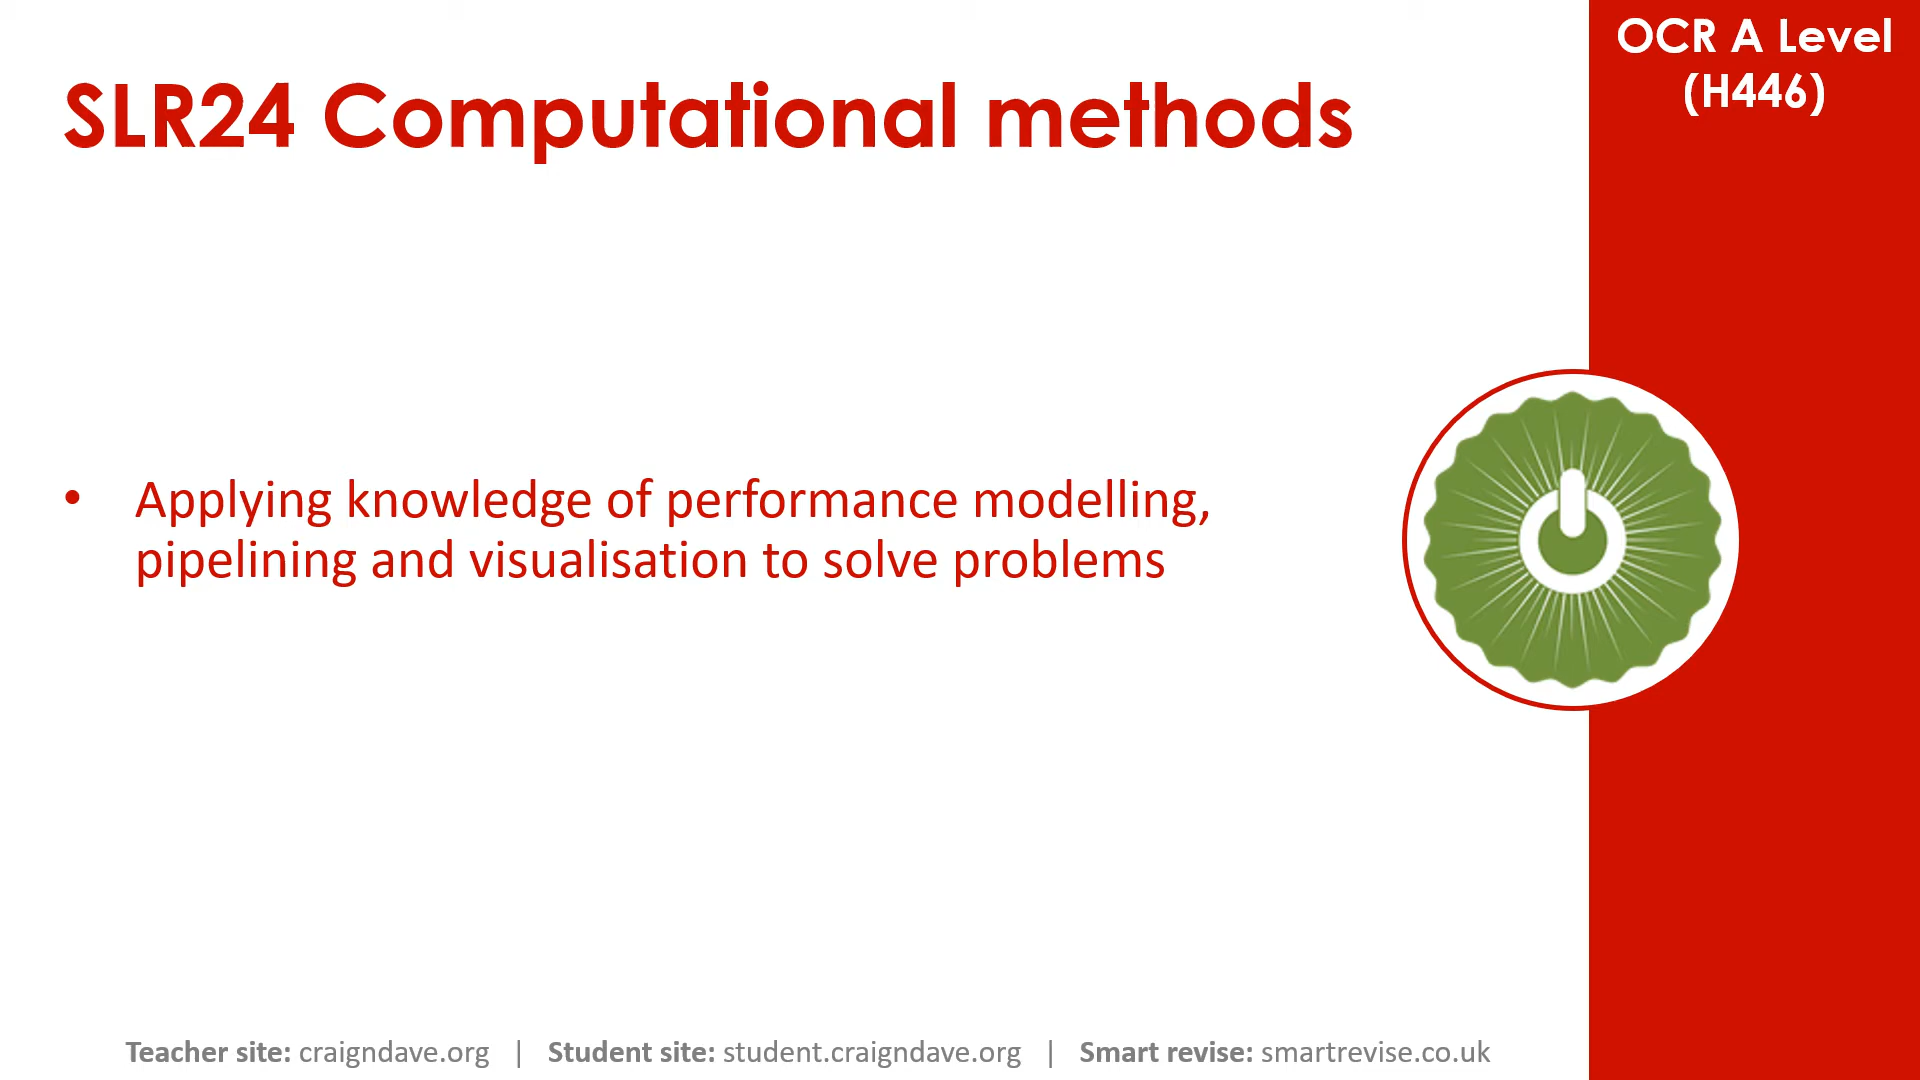 SLR24 Computational methods
OCR A Level
(H446)
• Applying knowledge of performance modelling,
pipelining and visualisation to solve problems
Teacher site: craigndave.org | Student site: student.craigndave.org | Smart revise: smartrevise.co.uk